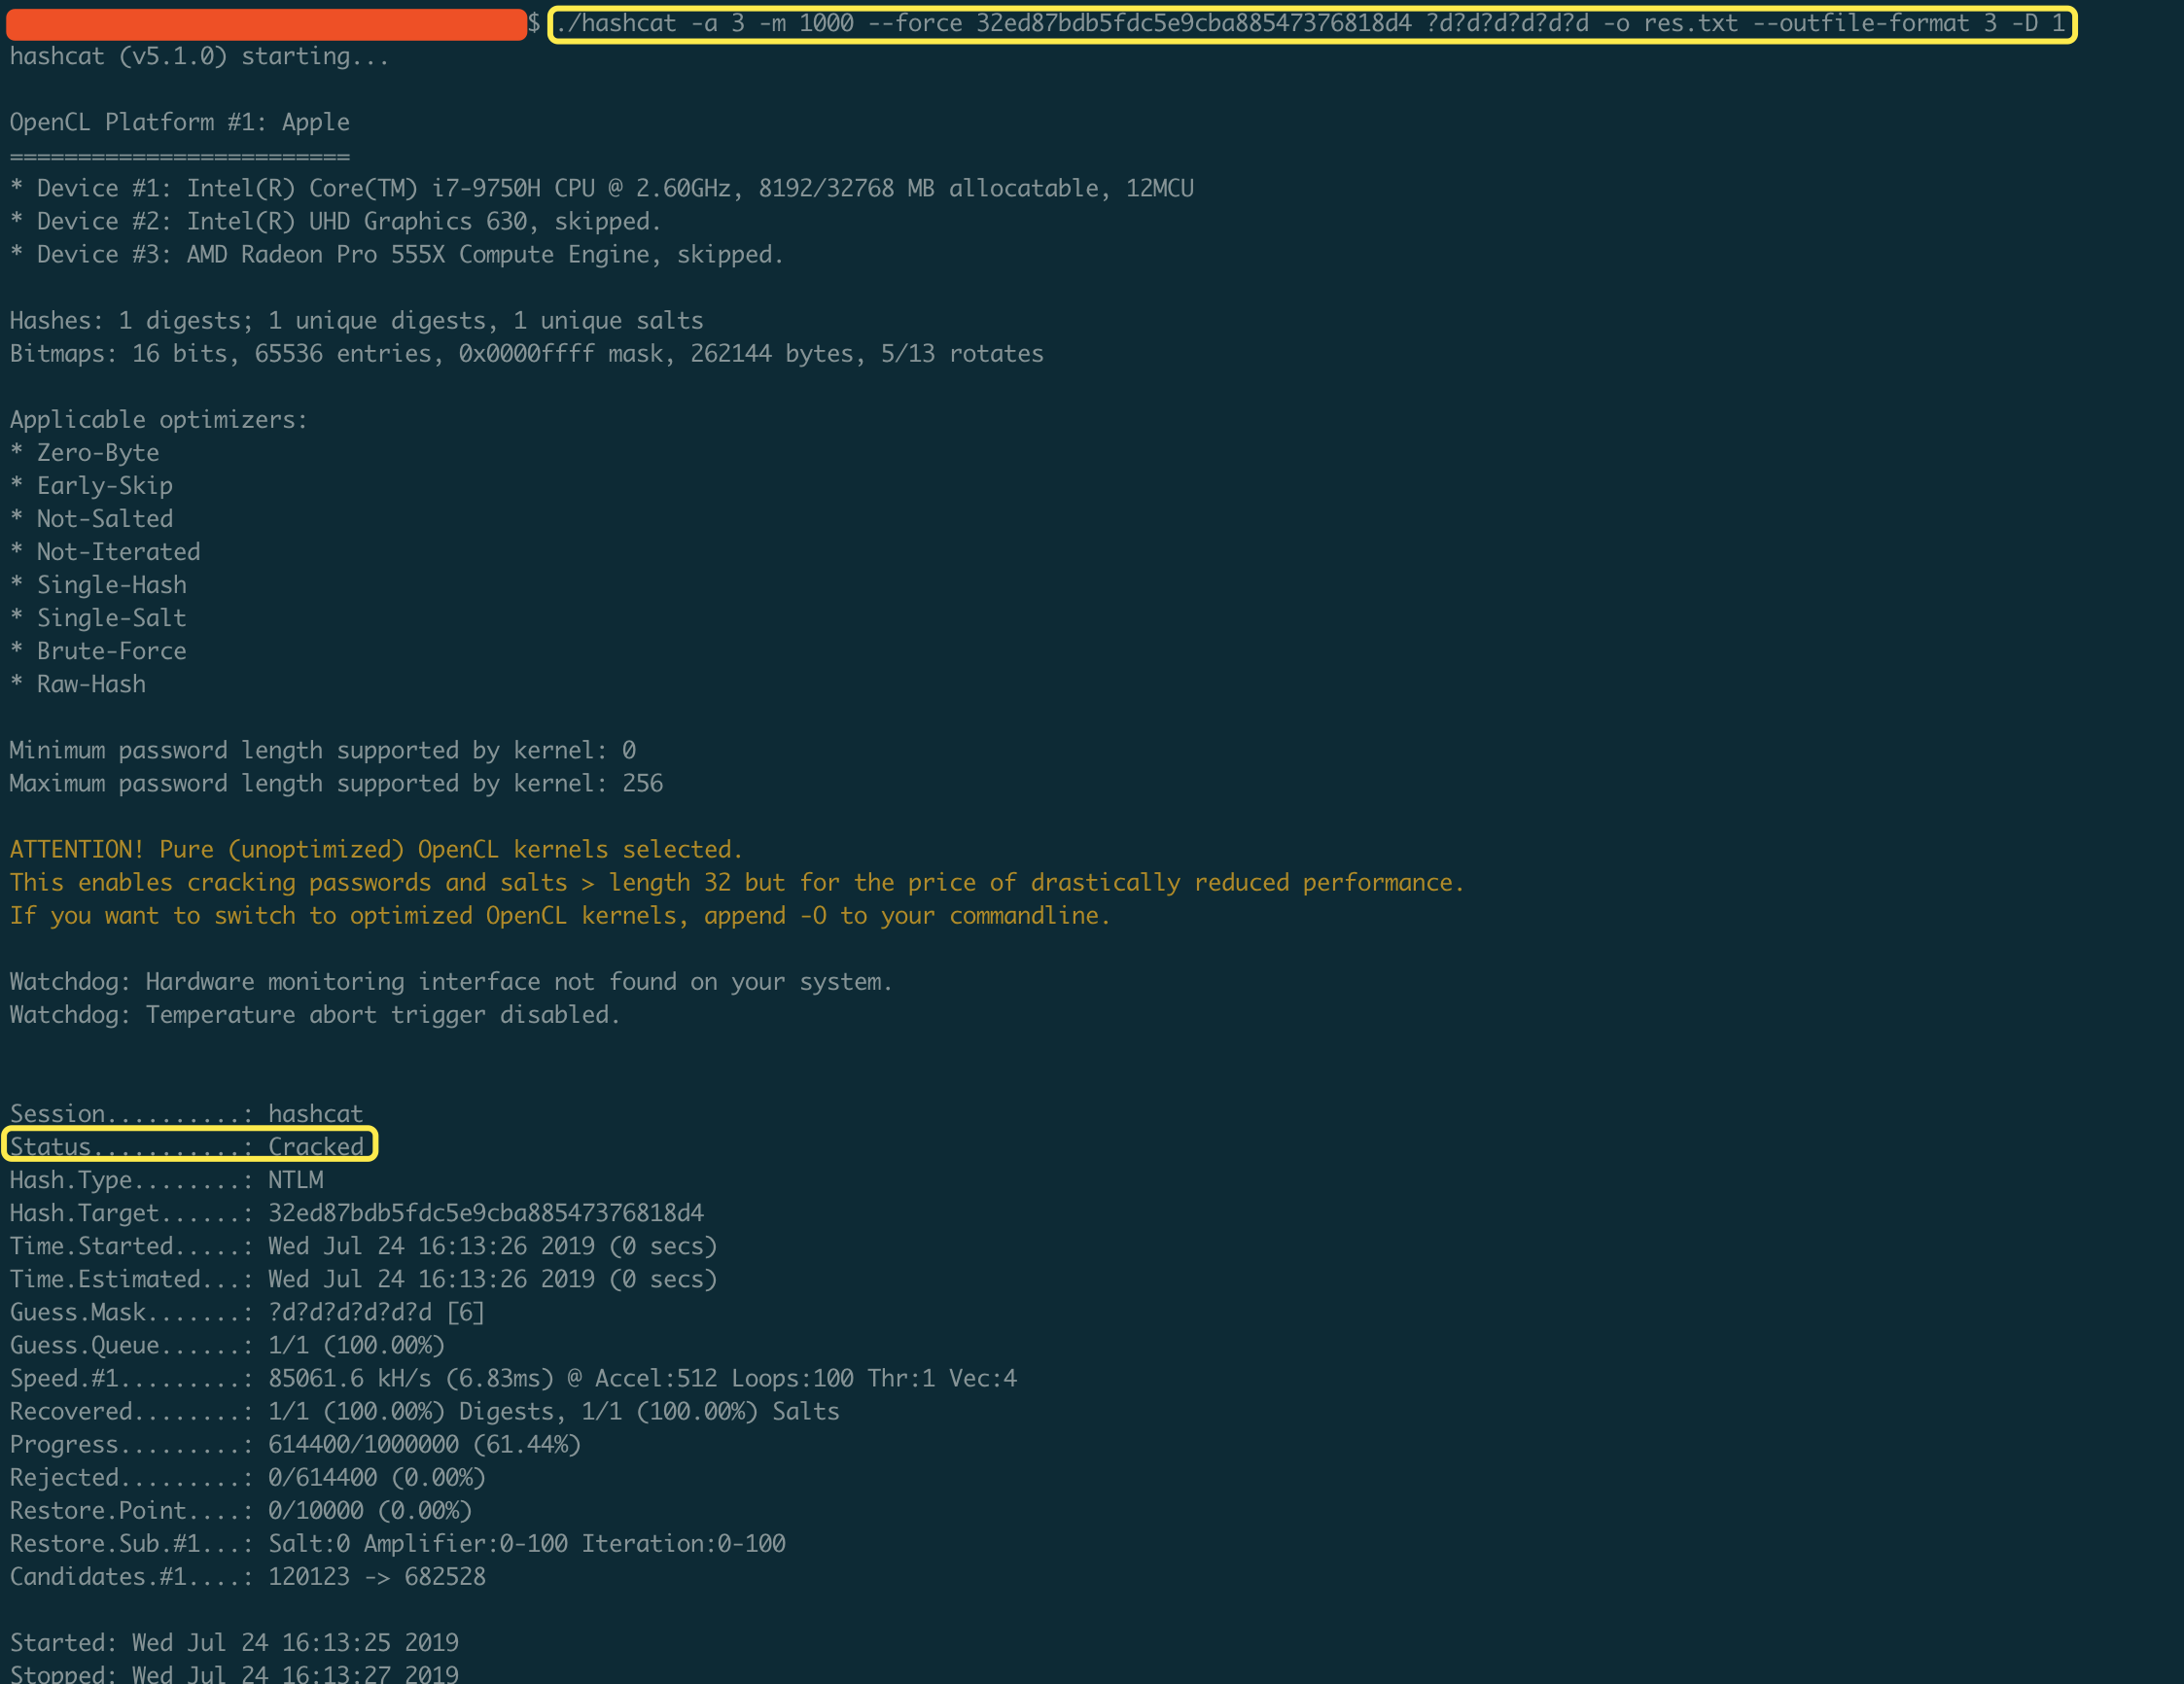 $ ./hashcat -a 3 -m 1000 --force 32ed87bdb5fdc5e9cba88547376818d4 ?d?d?d?d?d?d -o res.txt --outfile-format 3 -D 1
hashcat (v5.1.0) starting...
OpenCL Platform #1: Apple
=========================
* Device #1: Intel(R) Core(TM) i7-9750H CPU @ 2.60GHz, 8192/32768 MB allocatable, 12MCU
* Device #2: Intel(R) UHD Graphics 630, skipped.
* Device #3: AMD Radeon Pro 555X Compute Engine, skipped.
Hashes: 1 digests; 1 unique digests, 1 unique salts
Bitmaps: 16 bits, 65536 entries, 0x0000ffff mask, 262144 bytes, 5/13 rotates
Applicable optimizers:
* Zero-Byte
* Early-Skip
* Not-Salted
* Not-Iterated
* Single-Hash
* Single-Salt
* Brute-Force
* Raw-Hash
Minimum password length supported by kernel: 0
Maximum password length supported by kernel: 256
ATTENTION! Pure (unoptimized) OpenCL kernels selected.
This enables cracking passwords and salts > length 32 but for the price of drastically reduced performance.
If you want to switch to optimized OpenCL kernels, append -O to your commandline.
Watchdog: Hardware monitoring interface not found on your system.
Watchdog: Temperature abort trigger disabled.
Session..........: hashcat
Status...........: Cracked
Hash.Type........: NTLM
Hash.Target......: 32ed87bdb5fdc5e9cba88547376818d4
Time.Started.....: Wed Jul 24 16:13:26 2019 (0 secs)
Time.Estimated...: Wed Jul 24 16:13:26 2019 (0 secs)
Guess.Mask.......: ?d?d?d?d?d?d [6]
Guess.Queue......: 1/1 (100.00%)
Speed.#1.........: 85061.6 kH/s (6.83ms) @ Accel:512 Loops:100 Thr:1 Vec:4
Recovered........: 1/1 (100.00%) Digests, 1/1 (100.00%) Salts
Progress.........: 614400/1000000 (61.44%)
Rejected.........: 0/614400 (0.00%)
Restore.Point....: 0/10000 (0.00%)
Restore.Sub.#1...: Salt:0 Amplifier:0-100 Iteration:0-100
Candidates.#1....: 120123 -> 682528
Started: Wed Jul 24 16:13:25 2019
Stopped: Wed Jul 24 16:13:27 2019